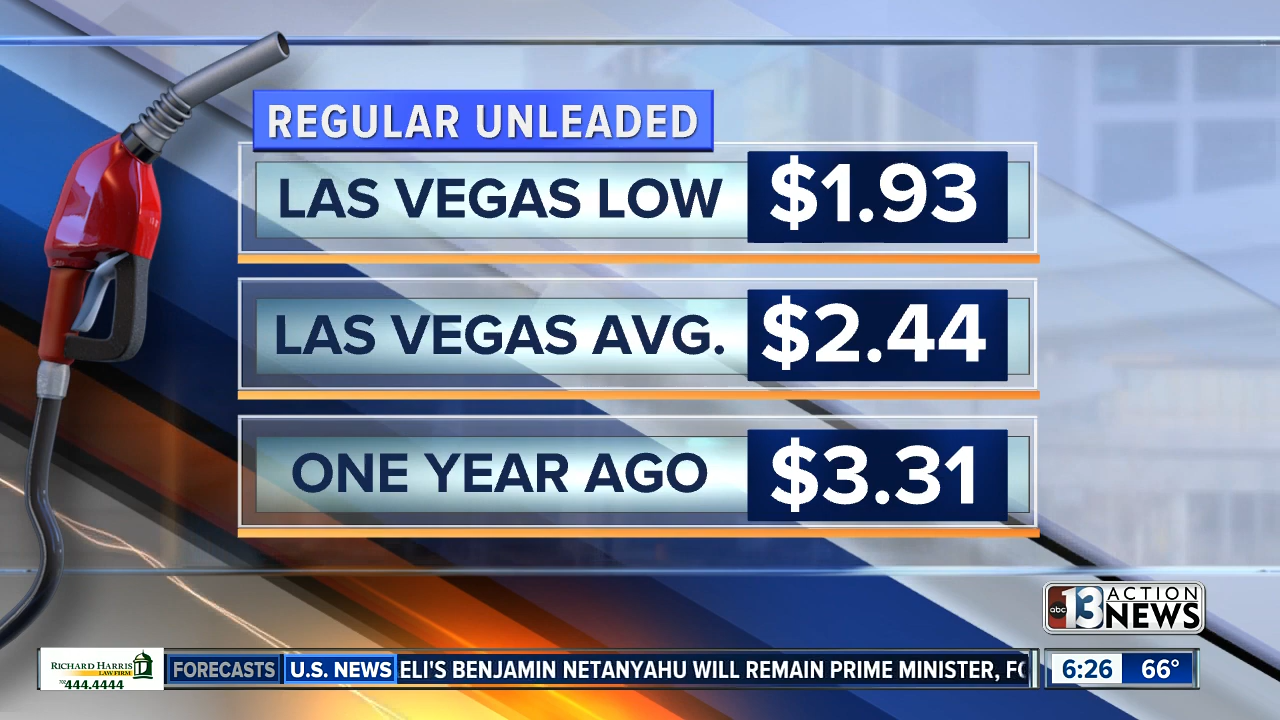 REGULAR UNLEADED
LAS VEGAS LOW $1.93
LAS VEGAS AVG. $2.44
ONE YEAR AGO $3.31
abc 13 ACTION NEWS
RICHARD HARRIS
LAW FIRM
702 444.4444
FORECASTS U.S. NEWS ELI'S BENJAMIN NETANYAHU WILL REMAIN PRIME MINISTER,
6:26 66°